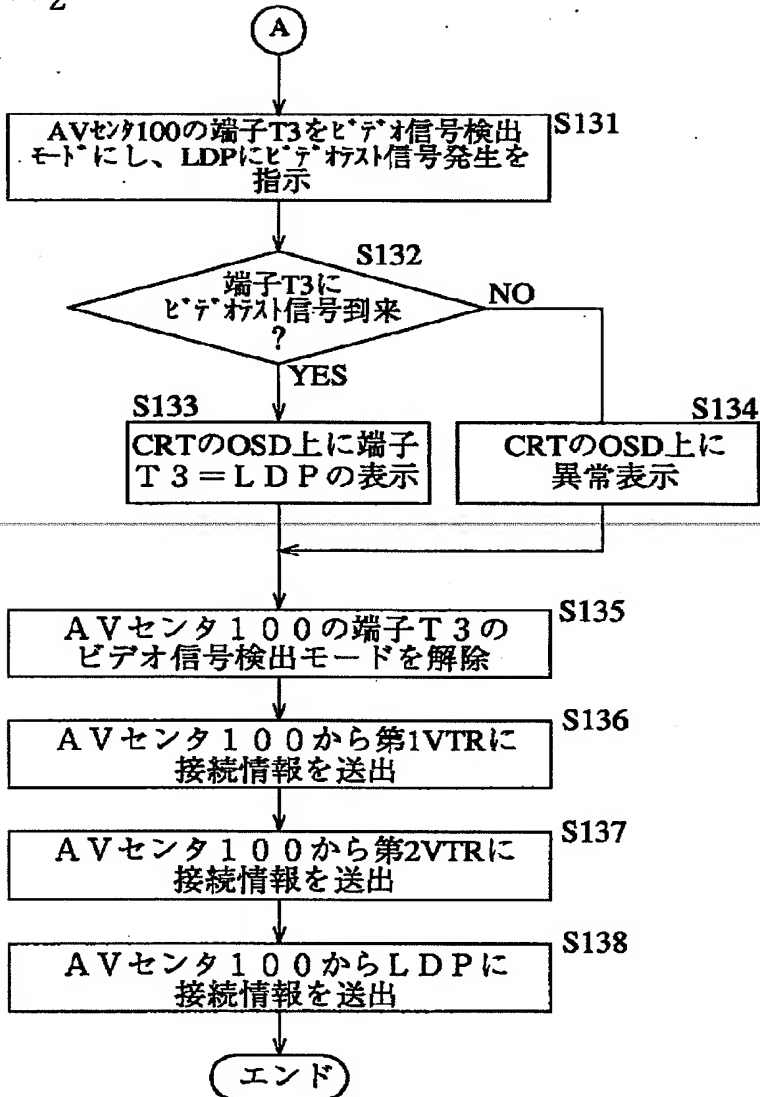 2
A
S131
AVセンタ100の端子T3をビデオ信号検出
モードにし、LDPにビデオテスト信号発生を
指示
S132
端子T3に
ビデオテスト信号到来
?
NO
YES
S133
CRTのOSD上に端子
T3=LDPの表示
S134
CRTのOSD上に
異常表示
S135
AVセンタ100の端子T3の
ビデオ信号検出モードを解除
S136
AVセンタ100から第1VTRに
接続情報を送出
S137
AVセンタ100から第2VTRに
接続情報を送出
S138
AVセンタ100からLDPに
接続情報を送出
エンド